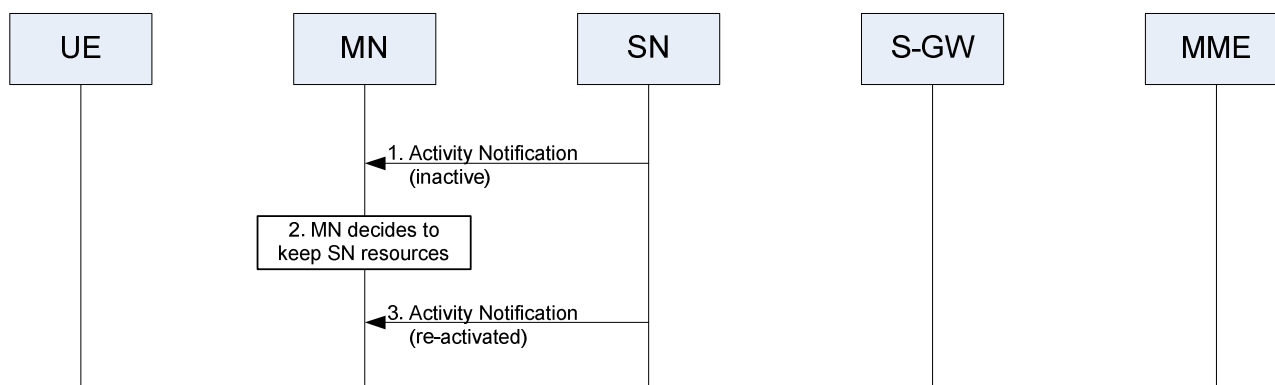 UE
MN
SN
S-GW
MME
1. Activity Notification
(inactive)
2. MN decides to
keep SN resources
3. Activity Notification
(re-activated)